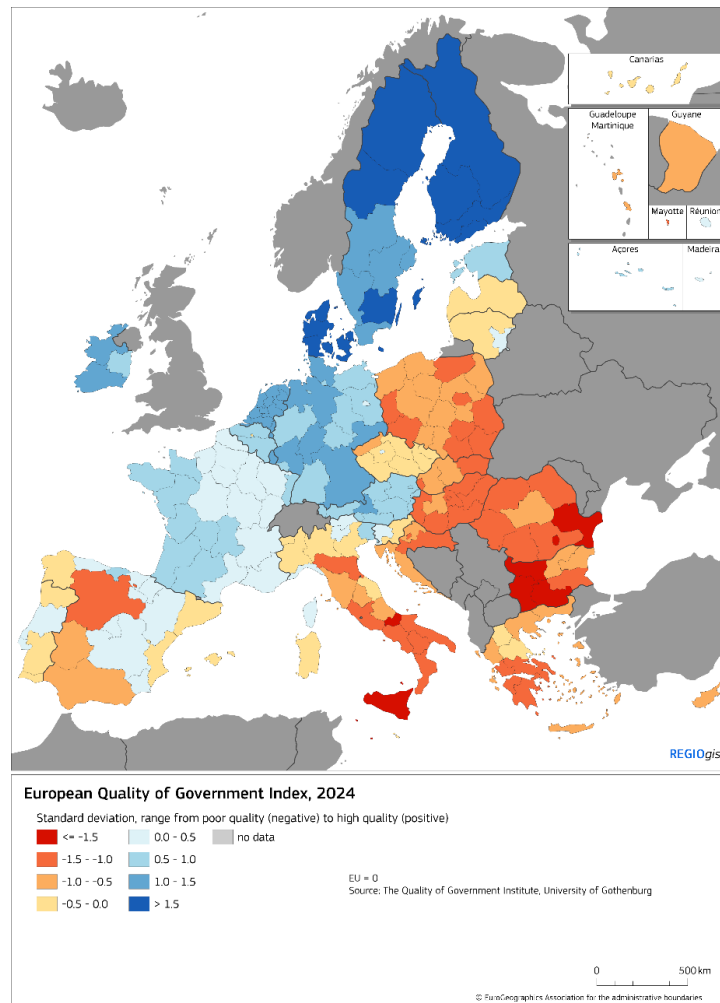 Canarias
Guadeloupe
Martinique
Guyane
Mayotte
Réunion
Açores
Madeira
REGIOgis
European Quality of Government Index, 2024
Standard deviation, range from poor quality (negative) to high quality (positive)
<= -1.5
0.0 - 0.5
no data
-1.5 - -1.0
0.5 - 1.0
-1.0 - -0.5
1.0 - 1.5
-0.5 - 0.0
> 1.5
EU = 0
Source: The Quality of Government Institute, University of Gothenburg
0
500 km
© EuroGeographics Association for the administrative boundaries